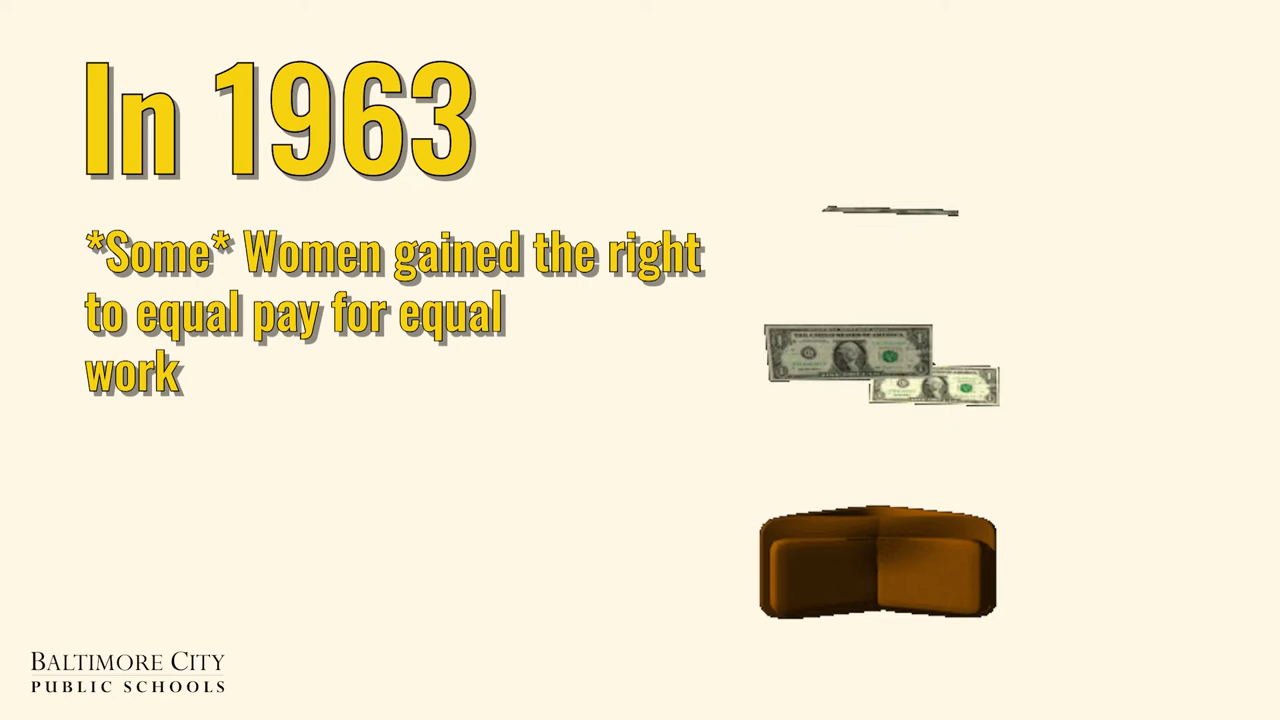 In 1963
*Some* Women gained the right
to equal pay for equal
work
BALTIMORE CITY
PUBLIC SCHOOLS